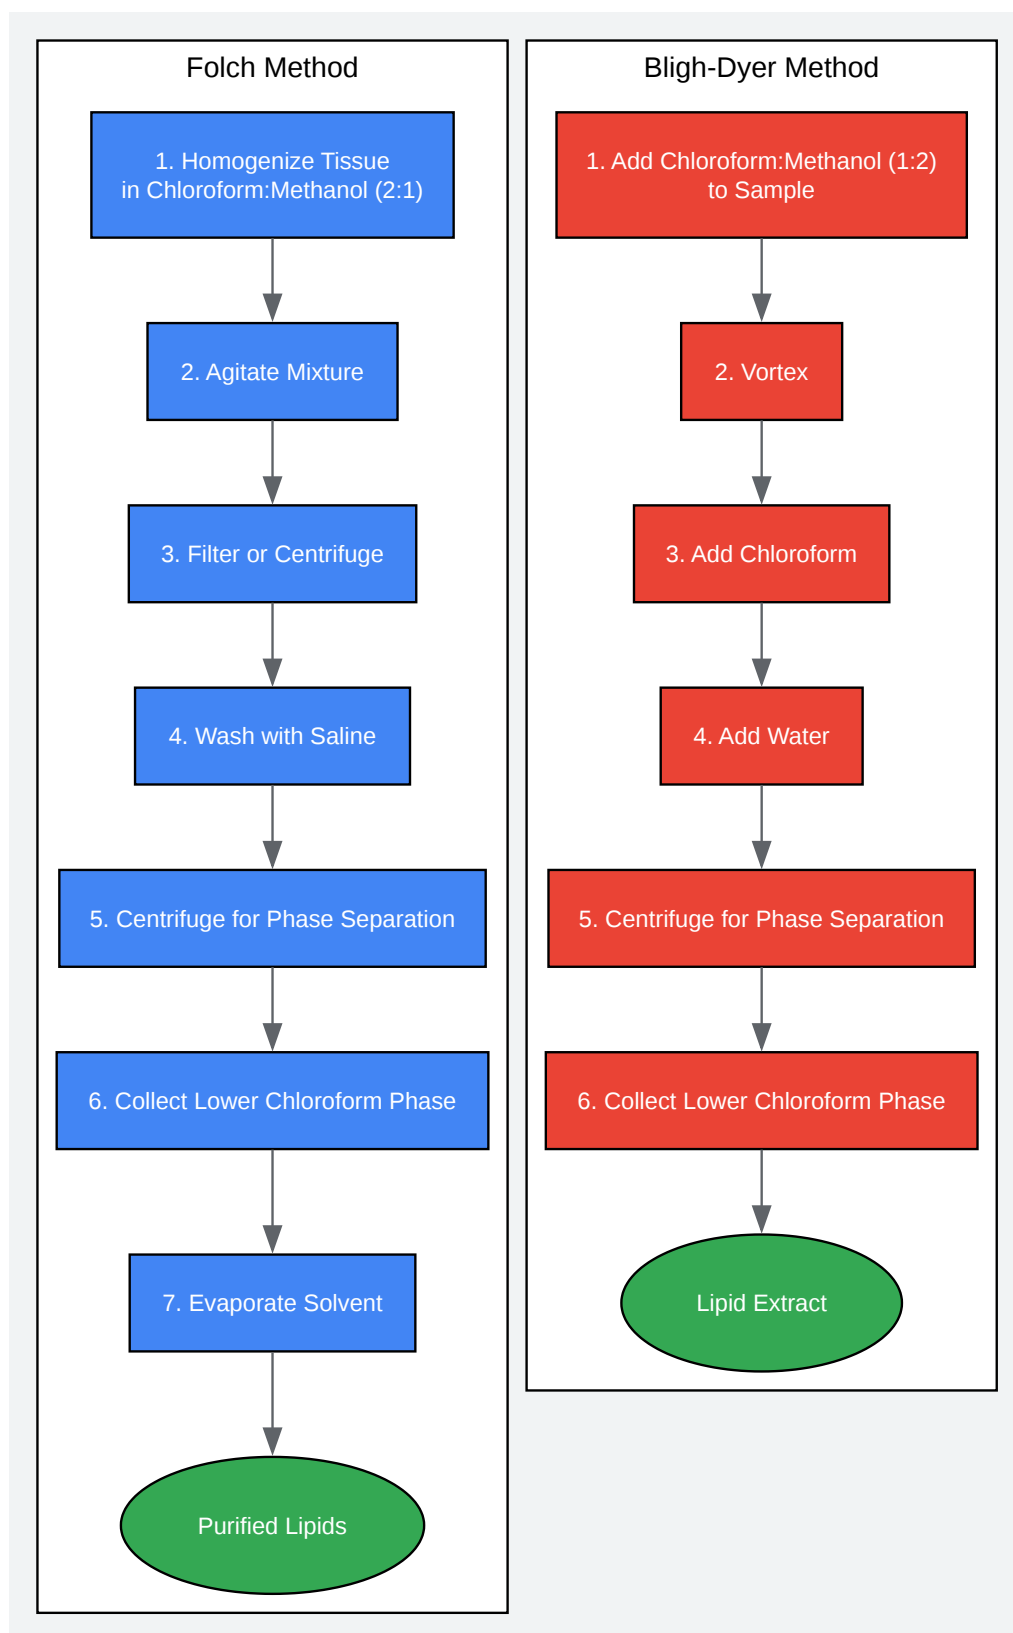 Folch Method
1. Homogenize Tissue
in Chloroform:Methanol (2:1)
2. Agitate Mixture
3. Filter or Centrifuge
4. Wash with Saline
5. Centrifuge for Phase Separation
6. Collect Lower Chloroform Phase
7. Evaporate Solvent
Purified Lipids
Bligh-Dyer Method
1. Add Chloroform:Methanol (1:2)
to Sample
2. Vortex
3. Add Chloroform
4. Add Water
5. Centrifuge for Phase Separation
6. Collect Lower Chloroform Phase
Lipid Extract